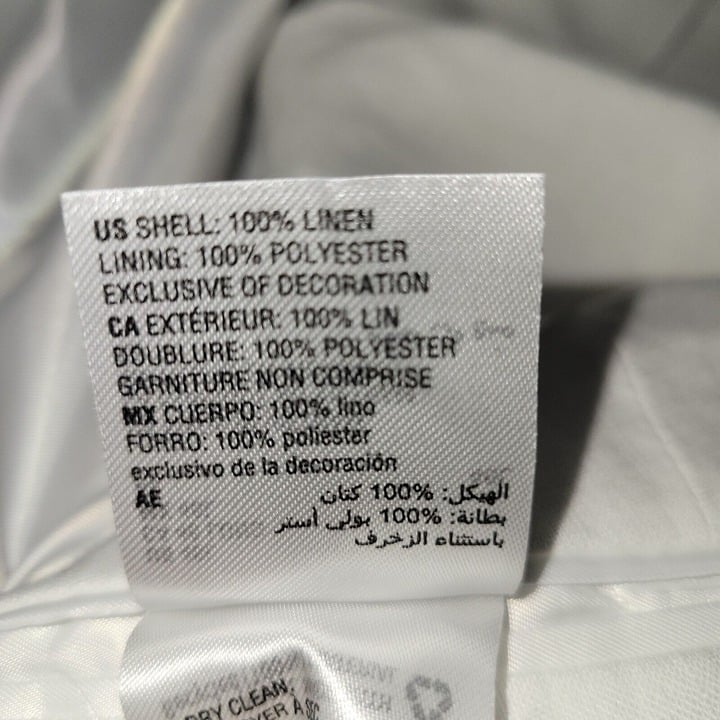 US SHELL: 100% LINEN
LINING: 100% POLYESTER
EXCLUSIVE OF DECORATION
CA EXTÉRIEUR: 100% LIN
DOUBLURE: 100% POLYESTER
GARNITURE NON COMPRISE
MX CUERPO: 100% lino
FORRO: 100% poliester
exclusivo de la decoración
AE الهيكل: %100 كتان
بطانة: %100 بولي أستر
باستثناء الزخرف
DRY CLEAN,